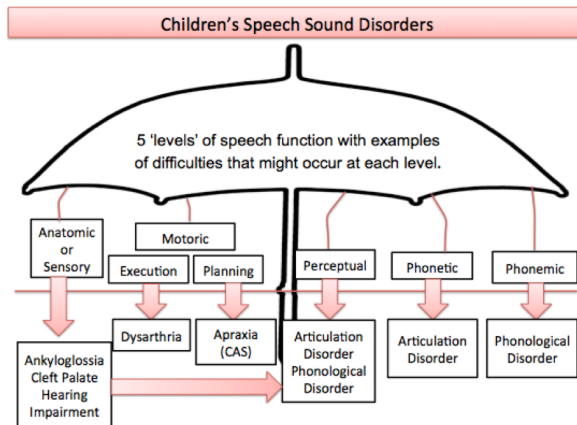 Children's Speech Sound Disorders
5 'levels' of speech function with examples
of difficulties that might occur at each level.
Anatomic
or
Sensory
Motoric
Execution
Planning
Perceptual
Phonetic
Phonemic
Dysarthria
Apraxia
(CAS)
Articulation
Disorder
Phonological
Disorder
Articulation
Disorder
Phonological
Disorder
Ankyloglossia
Cleft Palate
Hearing
Impairment